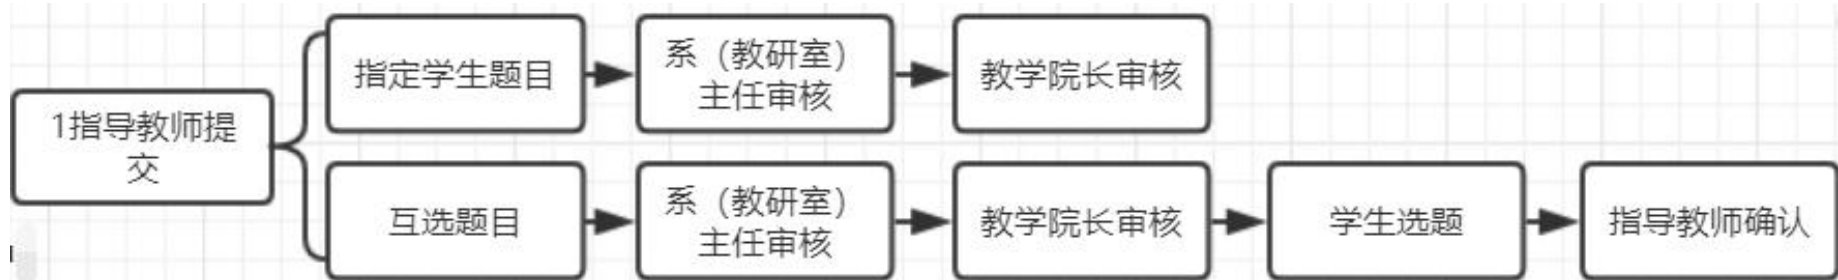 1指导教师提
交
指定学生题目
系（教研室）
主任审核
教学院长审核
互选题目
系（教研室）
主任审核
教学院长审核
学生选题
指导教师确认